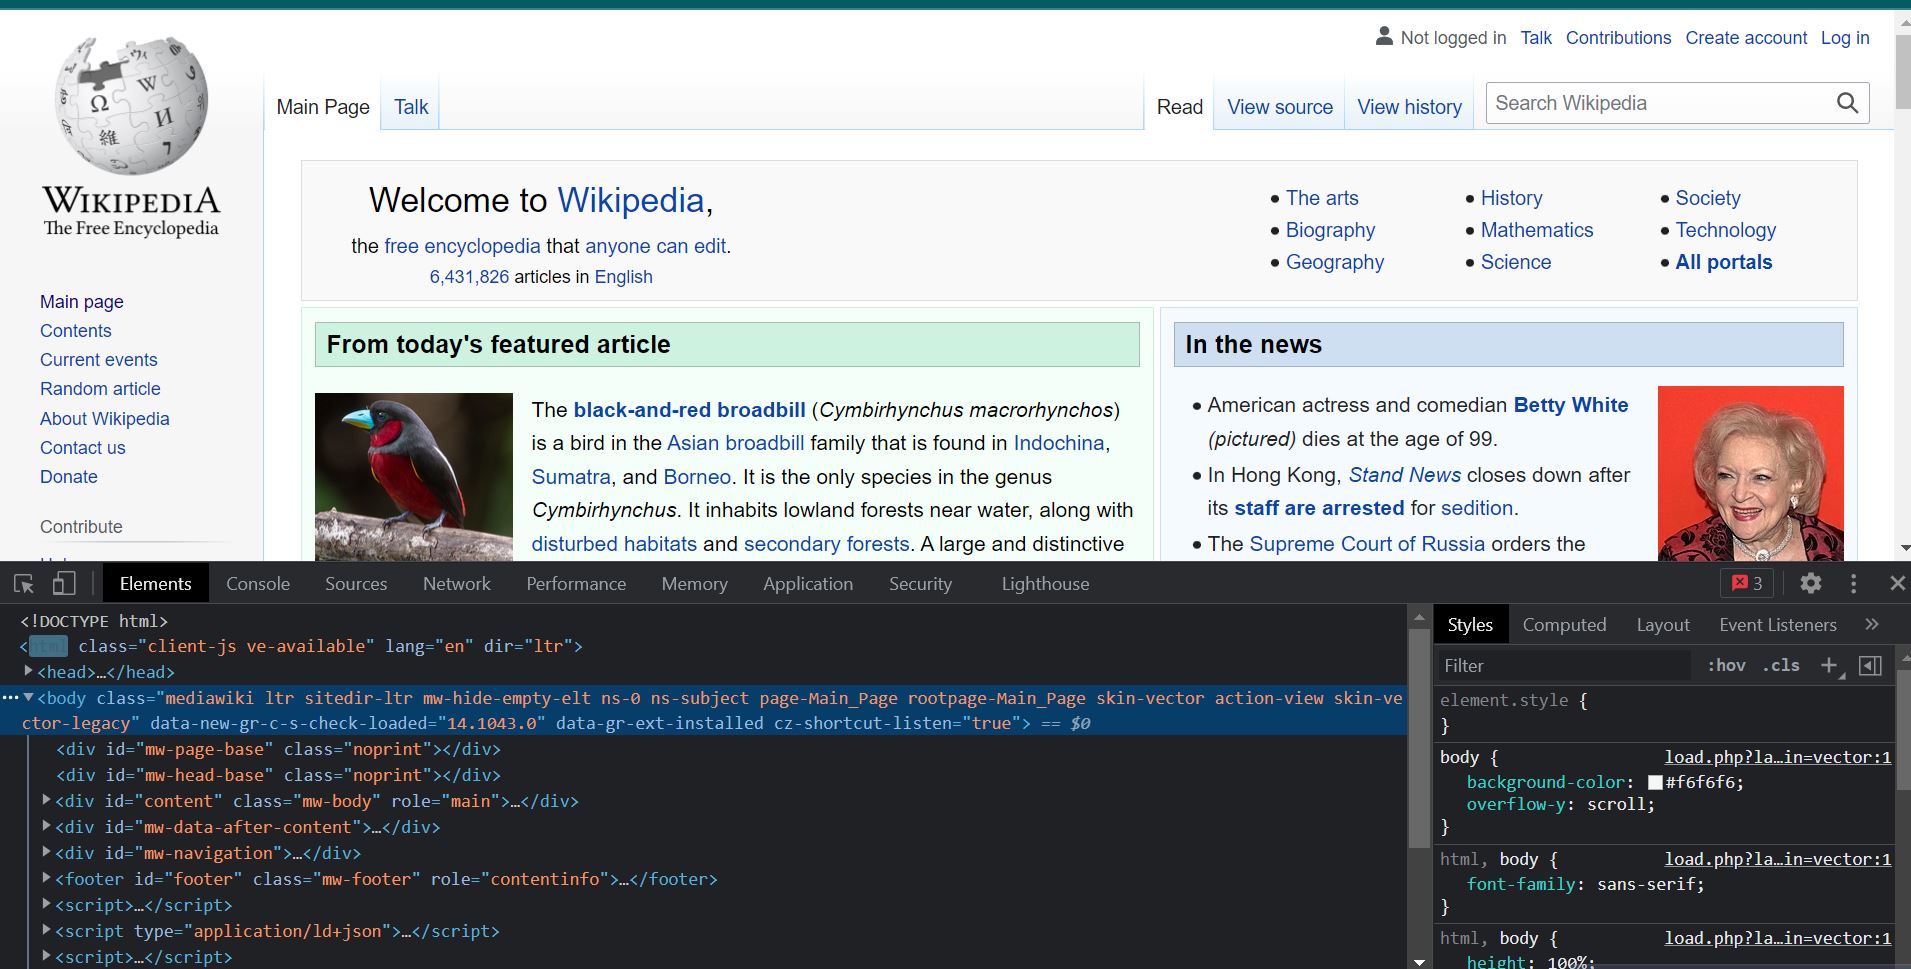 Not logged in Talk Contributions Create account Log in
Main Page Talk Read View source View history Search Wikipedia
Ω W И
維 7
WIKIPEDIA
The Free Encyclopedia
Main page
Contents
Current events
Random article
About Wikipedia
Contact us
Donate
Contribute
Welcome to Wikipedia,
the free encyclopedia that anyone can edit.
6,431,826 articles in English
The arts
Biography
Geography
History
Mathematics
Science
Society
Technology
All portals
From today's featured article
The black-and-red broadbill (Cymbirhynchus macrorhynchos)
is a bird in the Asian broadbill family that is found in Indochina,
Sumatra, and Borneo. It is the only species in the genus
Cymbirhynchus. It inhabits lowland forests near water, along with
disturbed habitats and secondary forests. A large and distinctive
In the news
American actress and comedian Betty White
(pictured) dies at the age of 99.
In Hong Kong, Stand News closes down after
its staff are arrested for sedition.
The Supreme Court of Russia orders the
Elements Console Sources Network Performance Memory Application Security Lighthouse 3
<!DOCTYPE html>
<html class="client-js ve-available" lang="en" dir="ltr">
<head>…</head>
<body class="mediawiki ltr sitedir-ltr mw-hide-empty-elt ns-0 ns-subject page-Main_Page rootpage-Main_Page skin-vector action-view skin-ve
ctor-legacy" data-new-gr-c-s-check-loaded="14.1043.0" data-gr-ext-installed cz-shortcut-listen="true"> == $0
<div id="mw-page-base" class="noprint"></div>
<div id="mw-head-base" class="noprint"></div>
<div id="content" class="mw-body" role="main">…</div>
<div id="mw-data-after-content">…</div>
<div id="mw-navigation">…</div>
<footer id="footer" class="mw-footer" role="contentinfo">…</footer>
<script>…</script>
<script type="application/ld+json">…</script>
<script>…</script>
Styles Computed Layout Event Listeners »
Filter :hov .cls +
element.style {
}
body { load.php?la…in=vector:1
background-color: #f6f6f6;
overflow-y: scroll;
}
html, body { load.php?la…in=vector:1
font-family: sans-serif;
}
html, body { load.php?la…in=vector:1
height: 100%;